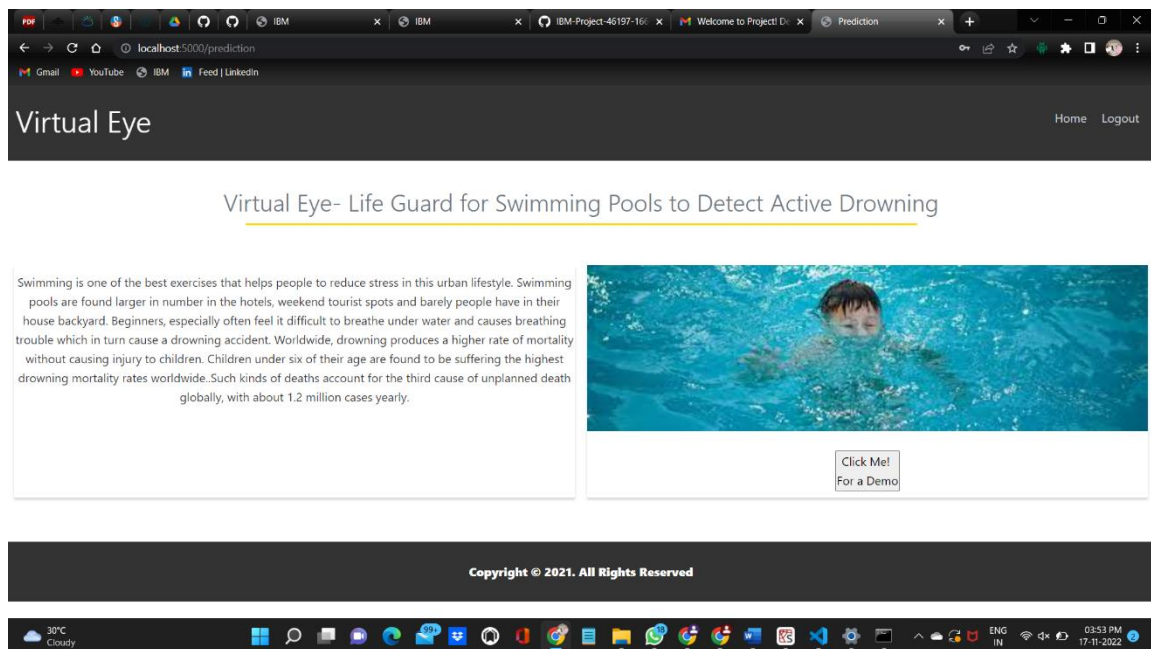 PDF
IBM
IBM
IBM-Project-46197-166
Welcome to Project! De
Prediction
localhost:5000/prediction
Gmail YouTube IBM Feed | LinkedIn
Virtual Eye
Home Logout
Virtual Eye- Life Guard for Swimming Pools to Detect Active Drowning
Swimming is one of the best exercises that helps people to reduce stress in this urban lifestyle. Swimming
pools are found larger in number in the hotels, weekend tourist spots and barely people have in their
house backyard. Beginners, especially often feel it difficult to breathe under water and causes breathing
trouble which in turn cause a drowning accident. Worldwide, drowning produces a higher rate of mortality
without causing injury to children. Children under six of their age are found to be suffering the highest
drowning mortality rates worldwide..Such kinds of deaths account for the third cause of unplanned death
globally, with about 1.2 million cases yearly.
Click Me!
For a Demo
Copyright © 2021. All Rights Reserved
30°C
Cloudy
99+
18
ENG
IN
03:53 PM
17-11-2022
2